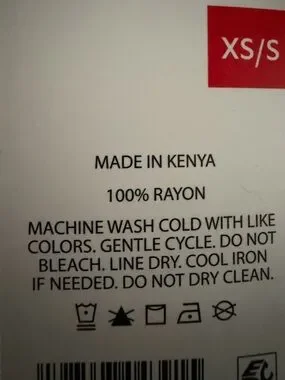 XS/S
MADE IN KENYA
100% RAYON
MACHINE WASH COLD WITH LIKE
COLORS. GENTLE CYCLE. DO NOT
BLEACH. LINE DRY. COOL IRON
IF NEEDED. DO NOT DRY CLEAN.